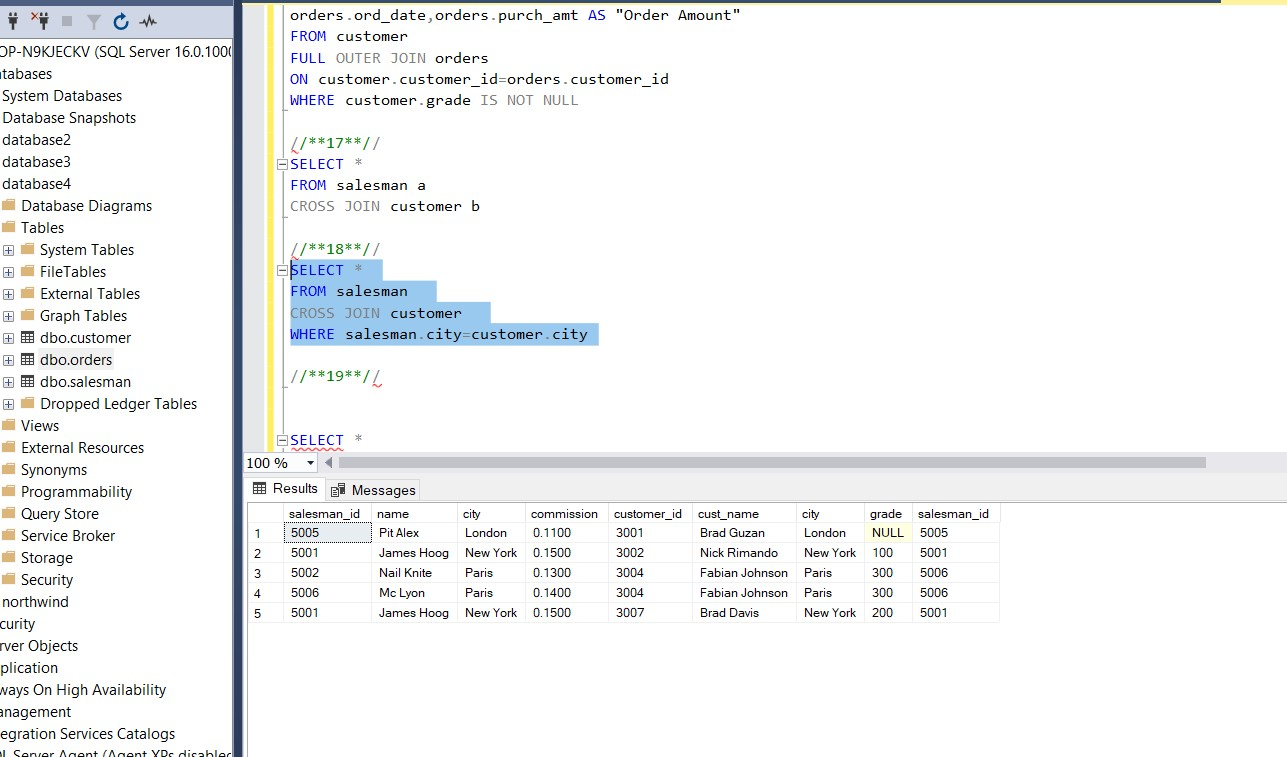 OP-N9KJECKV (SQL Server 16.0.1000
tabases
System Databases
Database Snapshots
database2
database3
database4
Database Diagrams
Tables
System Tables
FileTables
External Tables
Graph Tables
dbo.customer
dbo.orders
dbo.salesman
Dropped Ledger Tables
Views
External Resources
Synonyms
Programmability
Query Store
Service Broker
Storage
Security
northwind
curity
rver Objects
plication
ways On High Availability
anagement
egration Services Catalogs
QL Server Agent (Agent XPs disabled
orders.ord_date,orders.purch_amt AS "Order Amount"
FROM customer
FULL OUTER JOIN orders
ON customer.customer_id=orders.customer_id
WHERE customer.grade IS NOT NULL
//**17**//
SELECT *
FROM salesman a
CROSS JOIN customer b
//**18**//
SELECT *
FROM salesman
CROSS JOIN customer
WHERE salesman.city=customer.city
//**19**//
SELECT *
100 %
Results Messages
salesman_id name city commission customer_id cust_name city grade salesman_id
1 5005 Pit Alex London 0.1100 3001 Brad Guzan London NULL 5005
2 5001 James Hoog New York 0.1500 3002 Nick Rimando New York 100 5001
3 5002 Nail Knite Paris 0.1300 3004 Fabian Johnson Paris 300 5006
4 5006 Mc Lyon Paris 0.1400 3004 Fabian Johnson Paris 300 5006
5 5001 James Hoog New York 0.1500 3007 Brad Davis New York 200 5001